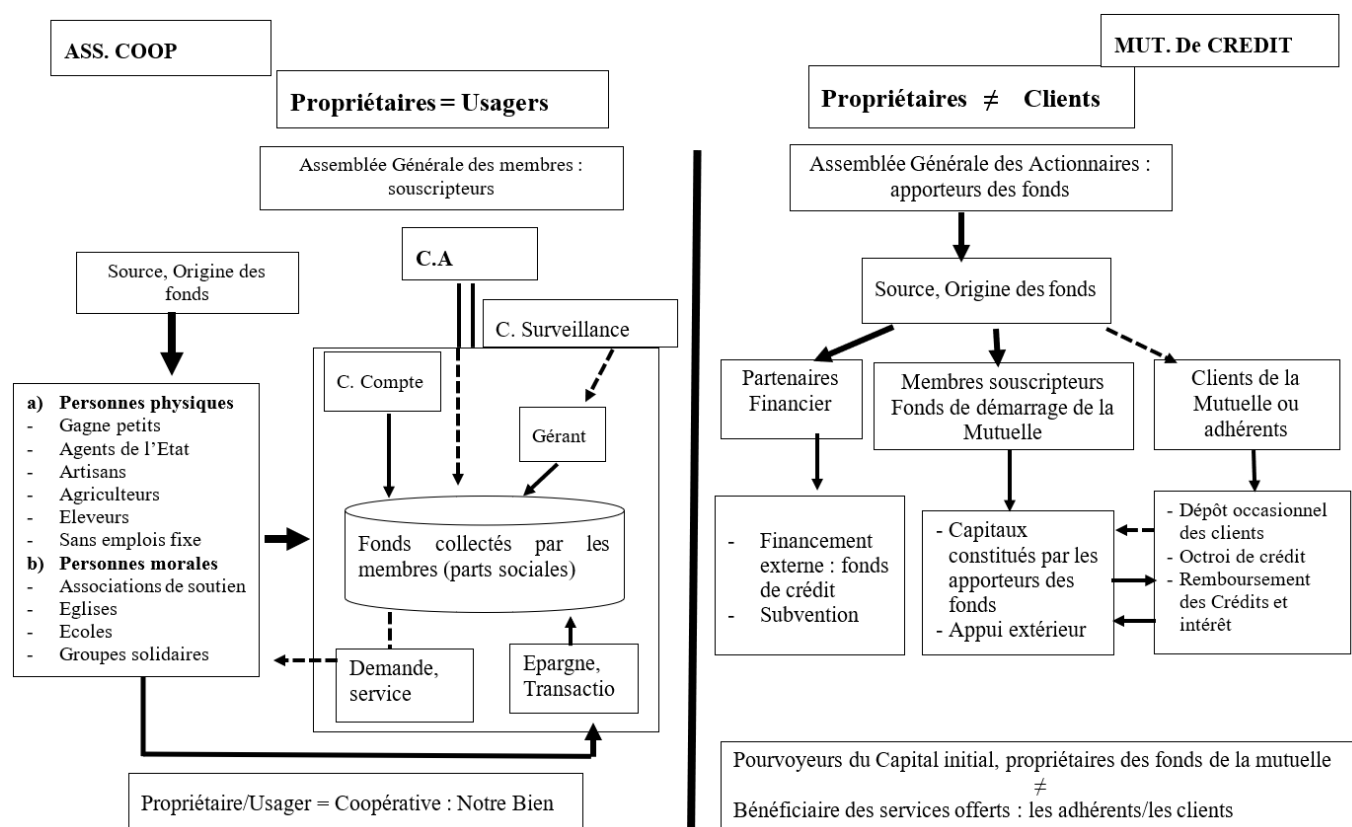 ASS. COOP
Propriétaires = Usagers
Assemblée Générale des membres :
souscripteurs
C.A
Source, Origine des
fonds
C. Surveillance
C. Compte
Gérant
a) Personnes physiques
- Gagne petits
- Agents de l’Etat
- Artisans
- Agriculteurs
- Eleveurs
- Sans emplois fixe
b) Personnes morales
- Associations de soutien
- Eglises
- Ecoles
- Groupes solidaires
Fonds collectés par les
membres (parts sociales)
Demande,
service
Epargne,
Transactio
Propriétaire/Usager = Coopérative : Notre Bien
MUT. De CREDIT
Propriétaires ≠ Clients
Assemblée Générale des Actionnaires :
apporteurs des fonds
Source, Origine des fonds
Partenaires
Financier
Membres souscripteurs
Fonds de démarrage de la
Mutuelle
Clients de la
Mutuelle ou
adhérents
- Financement
externe : fonds
de crédit
- Subvention
- Capitaux
constitués par les
apporteurs des
fonds
- Appui extérieur
- Dépôt occasionnel
des clients
- Octroi de crédit
- Remboursement
des Crédits et
intérêt
Pourvoyeurs du Capital initial, propriétaires des fonds de la mutuelle
≠
Bénéficiaire des services offerts : les adhérents/les clients